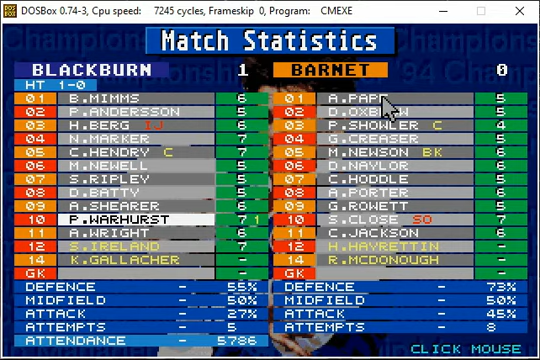 DOSBox 0.74-3, Cpu speed: 7245 cycles, Frameskip 0, Program: CMEXE
Match Statistics
BLACKBURN 1 BARNET 0
HT 1-0
01 B.MIMMS 6 01 A.PAPE 5
02 P.ANDERSSON 5 02 D.OXBROW 5
03 H.BERG IJ 6 03 P.SHOWLER C 4
04 N.MARKER 7 04 G.CREASER 5
05 C.HENDRY C 7 05 M.NEWSON BK 6
06 M.NEWELL 5 06 D.NAYLOR 6
07 S.RIPLEY 5 07 C.HODDLE 5
08 D.BATTY 5 08 A.PORTER 6
09 A.SHEARER 6 09 G.ROWETT 5
10 P.WARHURST 7 1 10 S.CLOSE SO 7
11 A.WRIGHT 6 11 C.JACKSON 6
12 S.IRELAND 7 12 H.HAYRETTIN -
14 K.GALLACHER - 14 R.MCDONOUGH -
GK - GK -
DEFENCE - 55% DEFENCE - 73%
MIDFIELD - 50% MIDFIELD - 50%
ATTACK - 27% ATTACK - 45%
ATTEMPTS - 5 ATTEMPTS - 8
ATTENDANCE - 5786
CLICK MOUSE